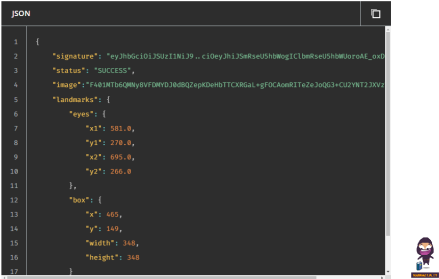 JSON
1 {
2 "signature": "eyJhbGciOiJSUzI1NiJ9..ciOeyJhiJ5mRseU5hbWogIClbmRseU5hbWUoroAE_oxD
3 "status": "SUCCESS",
4 "image":"F401MTb6QMNy8VFDMYDJ0dBQZepKDeHbTTCXRGaL+gFOCAomRITeZeJoQG3+CU2YNT2JXVz
5 "landmarks": {
6 "eyes": {
7 "x1": 581.0,
8 "y1": 270.0,
9 "x2": 695.0,
10 "y2": 266.0
11 },
12 "box": {
13 "x": 465,
14 "y": 149,
15 "width": 348,
16 "height": 348
17 }